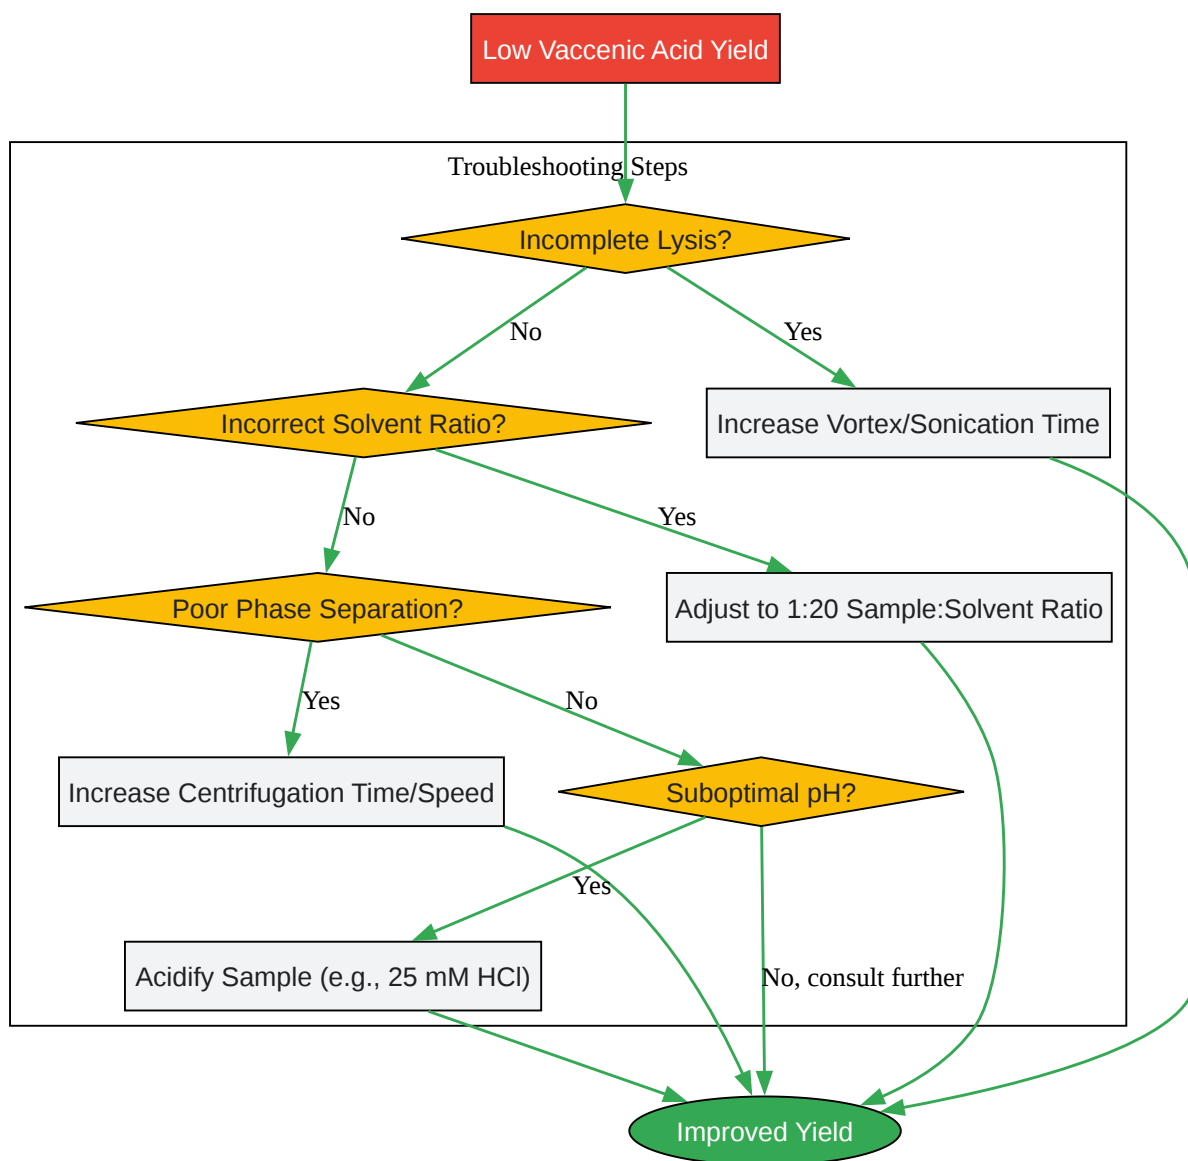 Low Vaccenic Acid Yield
Troubleshooting Steps
Incomplete Lysis?
No
Yes
Incorrect Solvent Ratio?
Increase Vortex/Sonication Time
No
Yes
Poor Phase Separation?
Adjust to 1:20 Sample:Solvent Ratio
Yes
No
Increase Centrifugation Time/Speed
Suboptimal pH?
Yes
Acidify Sample (e.g., 25 mM HCl)
No, consult further
Improved Yield